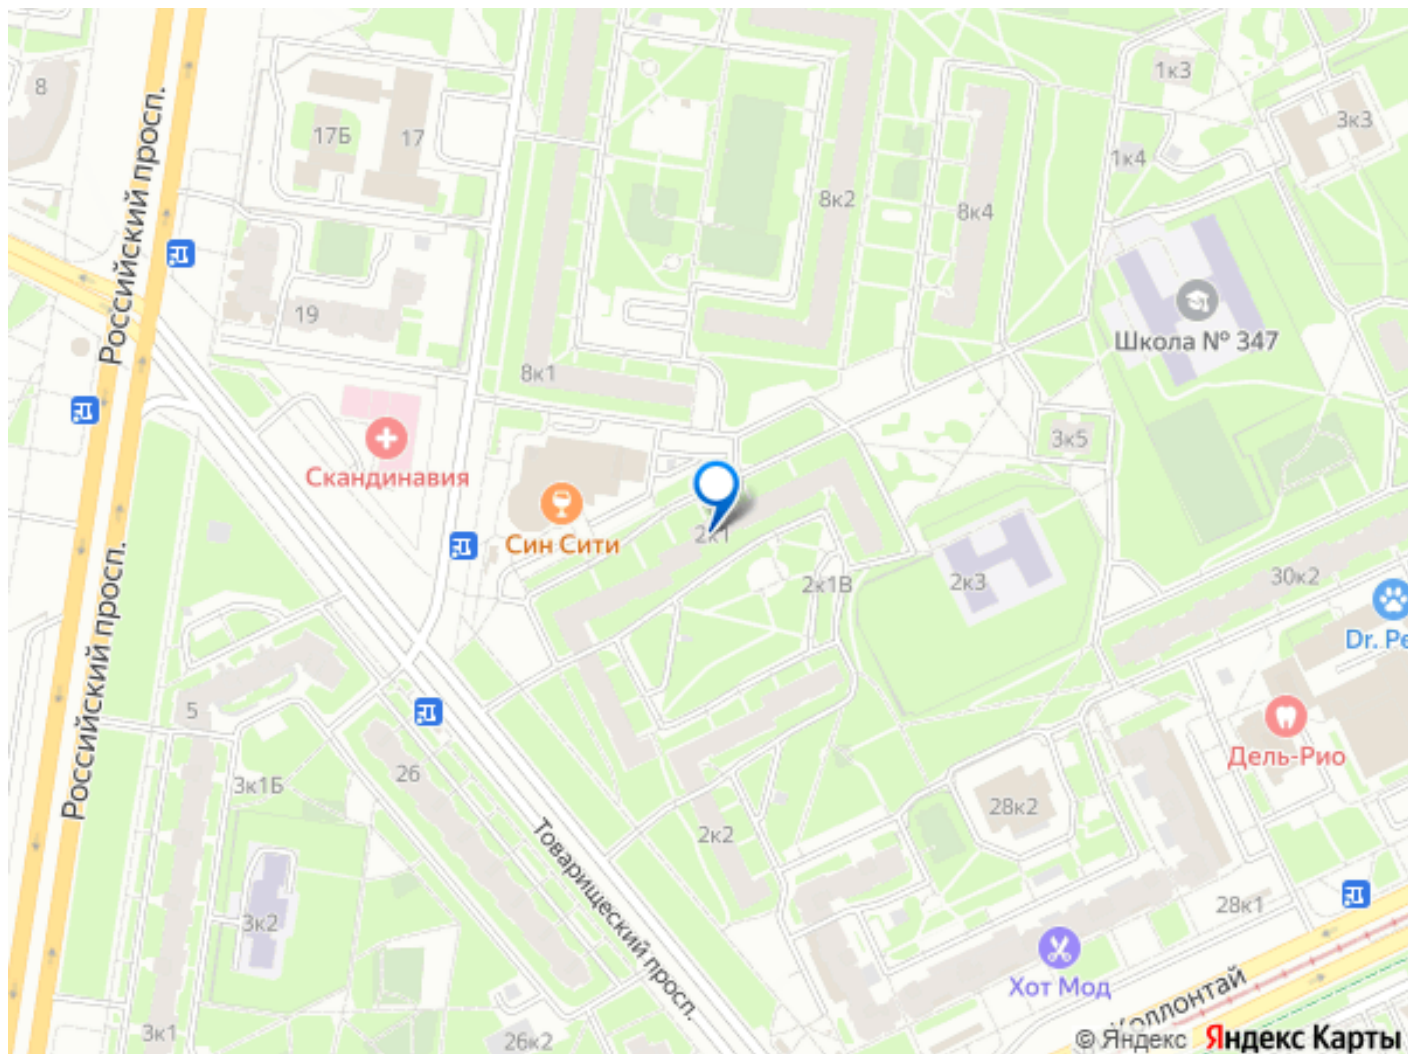 8
1к3
3к3
17Б
17
1к4
8к2
8к4
Российский просп.
19
Школа № 347
8к1
3к5
Скандинавия
Син Сити
2к1
2к3
2к1В
30к2
Dr. Pe
Российский просп.
5
Дель-Рио
26
3к1Б
28к2
2к2
Товарищеский просп.
28к1
3к2
Хот Мод
Коллонтай
3к1
26к2
© Яндекс Яндекс Карты